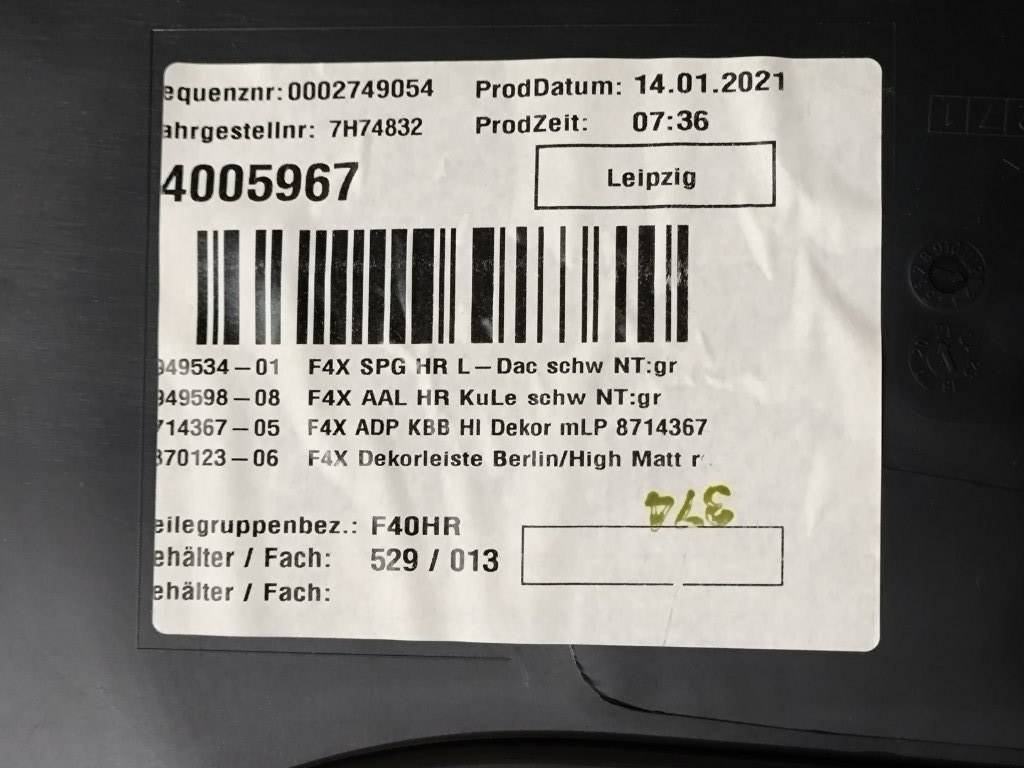 equenznr:0002749054 ProdDatum: 14.01.2021
ahrgestellnr: 7H74832 ProdZeit: 07:36
4005967 Leipzig
949534-01 F4X SPG HR L-Dac schw NT:gr
949598-08 F4X AAL HR KuLe schw NT:gr
714367-05 F4X ADP KBB HI Dekor mLP 8714367
370123-06 F4X Dekorleiste Berlin/High Matt r
374
eilegruppenbez.: F40HR
ehälter / Fach: 529 / 013
ehälter / Fach: